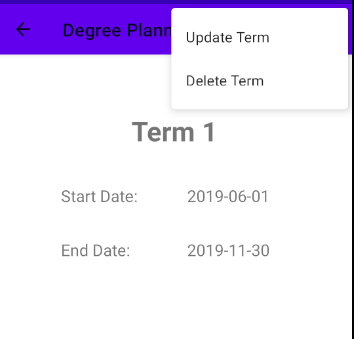 Degree Plann
Update Term
Delete Term
Term 1
Start Date: 2019-06-01
End Date: 2019-11-30